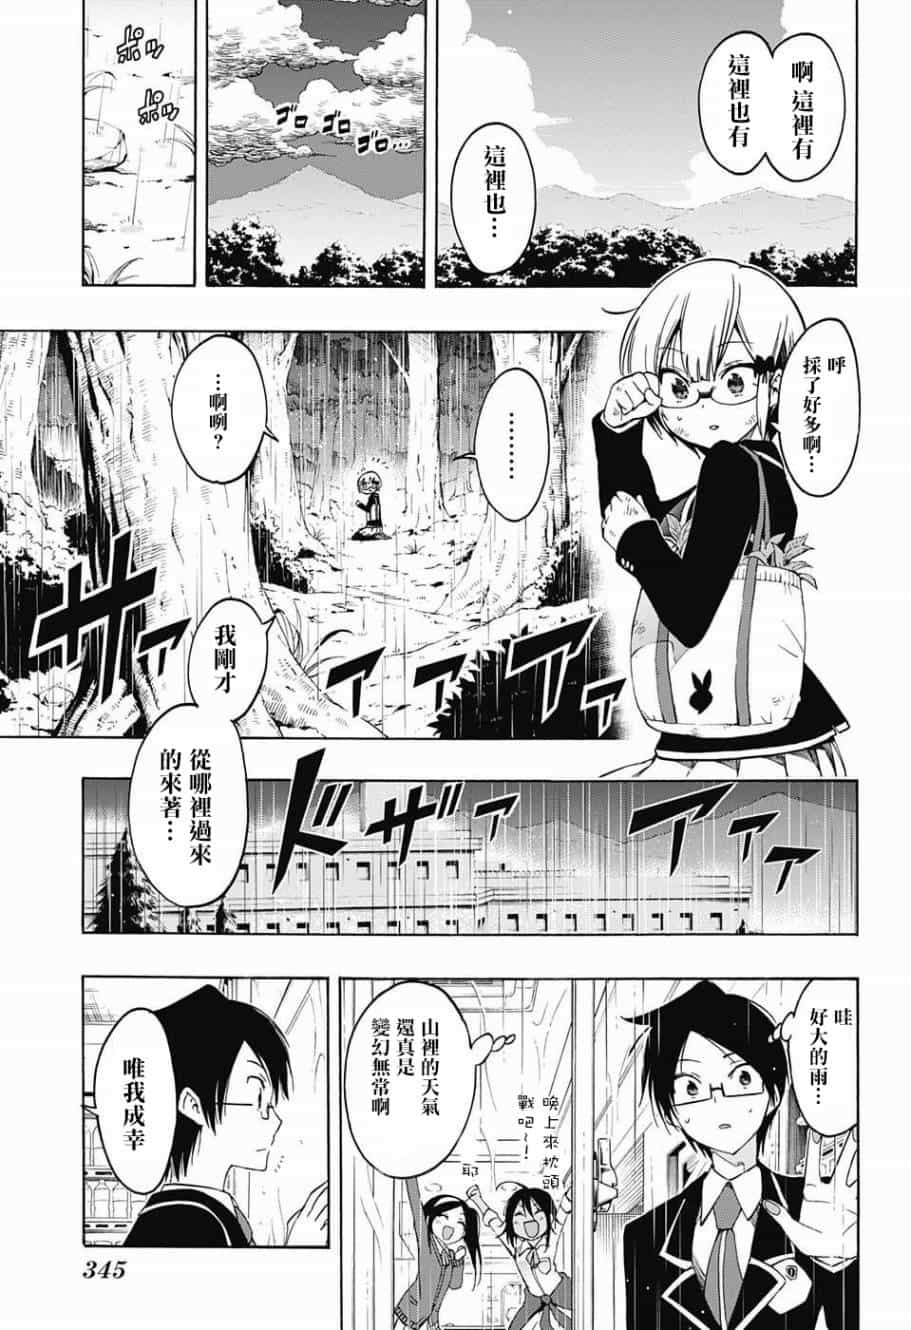 啊 這裡有
這裡也有
這裡也…
ゴロ
ゴロ
ゴロ…
ポッ
ポッ
呼
採了好多啊…
………
…啊咧?
ザァァァァァ
我剛才
從哪裡過來
的來著…
ドザァァァァ
哇
好大的雨…
山裡的天氣
還真是
變幻無常啊
晚上來枕頭
戰吧~!
耶
唯我成幸
345